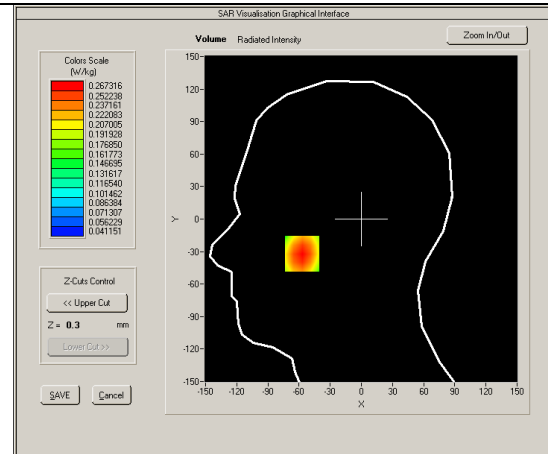 SAR Visualisation Graphical Interface
Volume Radiated Intensity
Zoom In/Out
Colors Scale
(W/kg)
0.267316
0.252238
0.237161
0.222083
0.207005
0.191928
0.176850
0.161773
0.146695
0.131617
0.116540
0.101462
0.086384
0.071307
0.056229
0.041151
Z-Cuts Control
<< Upper Cut
Z = 0.3 mm
Lower Cut >>
SAVE Cancel
150
120
90
60
30
0
-30
-60
-90
-120
-150
Y
-150 -120 -90 -60 -30 0 30 60 90 120 150
X